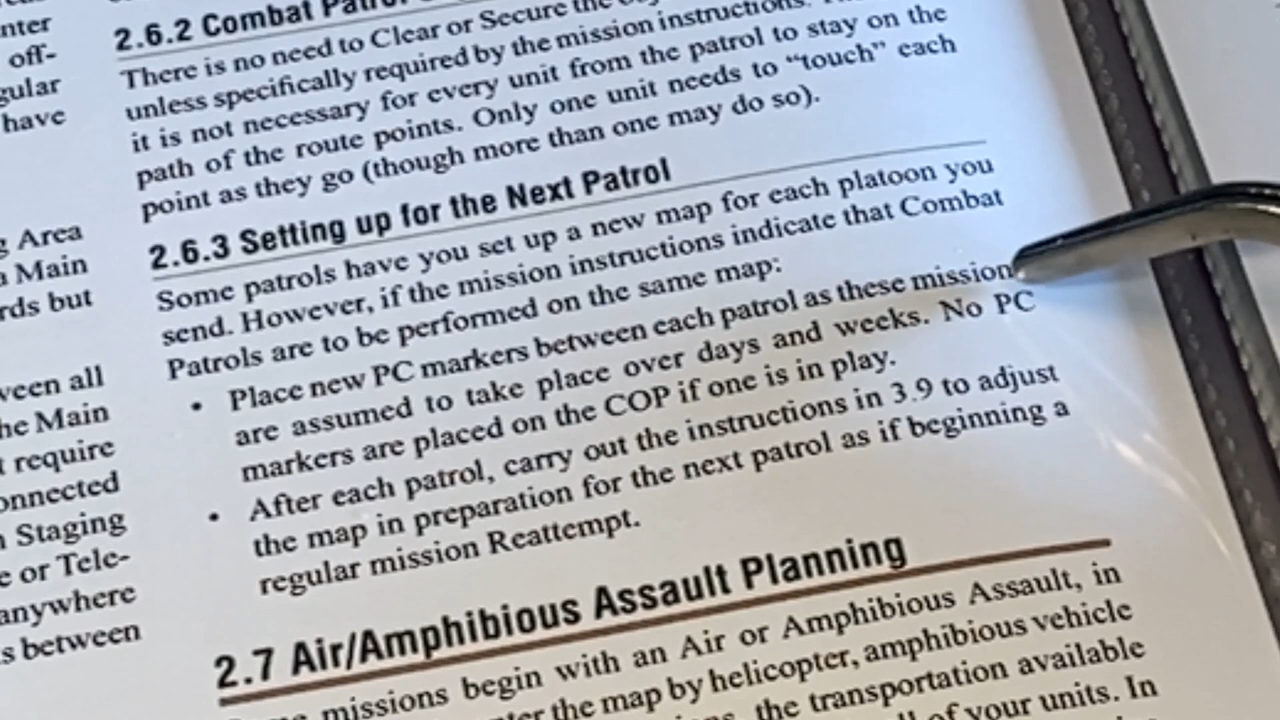 nter
off-
gular
have
g Area
Main
rds but
ween all
he Main
require
onnected
Staging
e or Tele-
anywhere
s between
2.6.2 Combat
There is no need to Clear or Secure the
unless specifically required by the mission instructions.
it is not necessary for every unit from the patrol to stay on the
path of the route points. Only one unit needs to “touch” each
point as they go (though more than one may do so).
2.6.3 Setting up for the Next Patrol
Some patrols have you set up a new map for each platoon you
send. However, if the mission instructions indicate that Combat
Patrols are to be performed on the same map:
• Place new PC markers between each patrol as these mission
are assumed to take place over days and weeks. No PC
markers are placed on the COP if one is in play.
• After each patrol, carry out the instructions in 3.9 to adjust
the map in preparation for the next patrol as if beginning a
regular mission Reattempt.
2.7 Air/Amphibious Assault Planning
missions begin with an Air or Amphibious Assault, in
the map by helicopter, amphibious vehicle
the transportation available
of your units. In